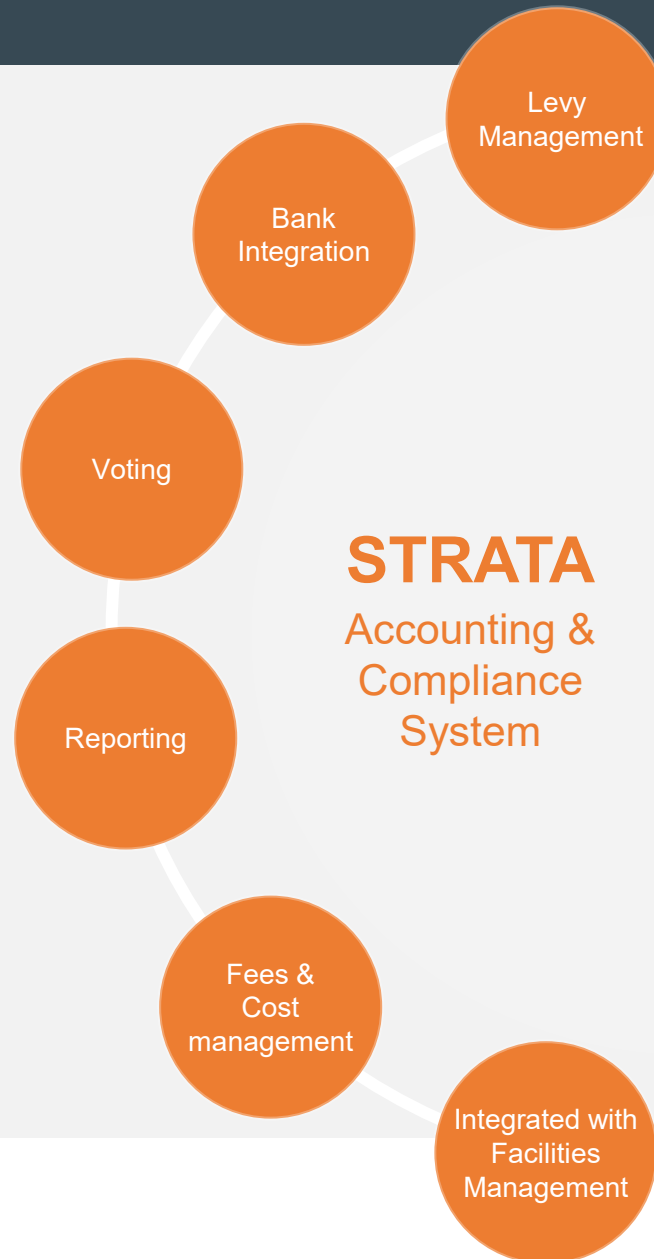 Levy
Management
Bank
Integration
Voting
STRATA
Accounting &
Compliance
System
Reporting
Fees &
Cost
management
Integrated with
Facilities
Management